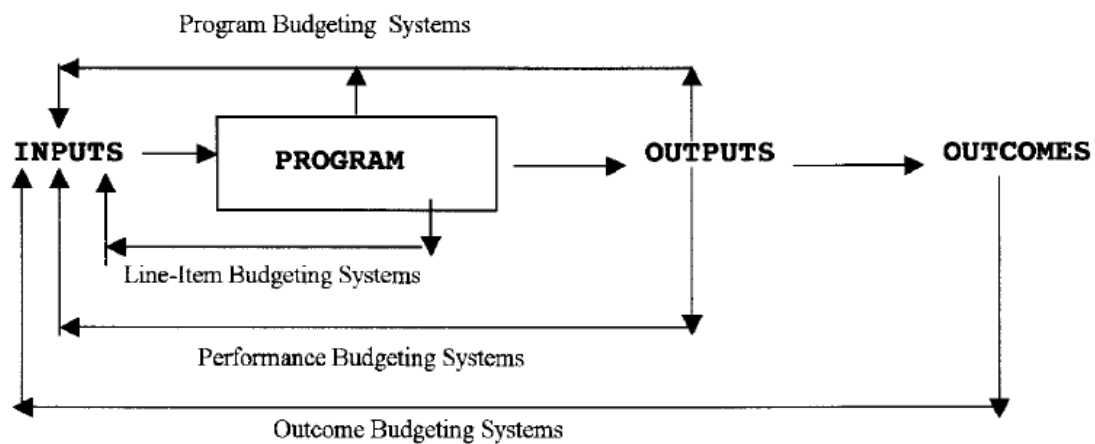 Program Budgeting Systems
INPUTS
PROGRAM
OUTPUTS
OUTCOMES
Line-Item Budgeting Systems
Performance Budgeting Systems
Outcome Budgeting Systems